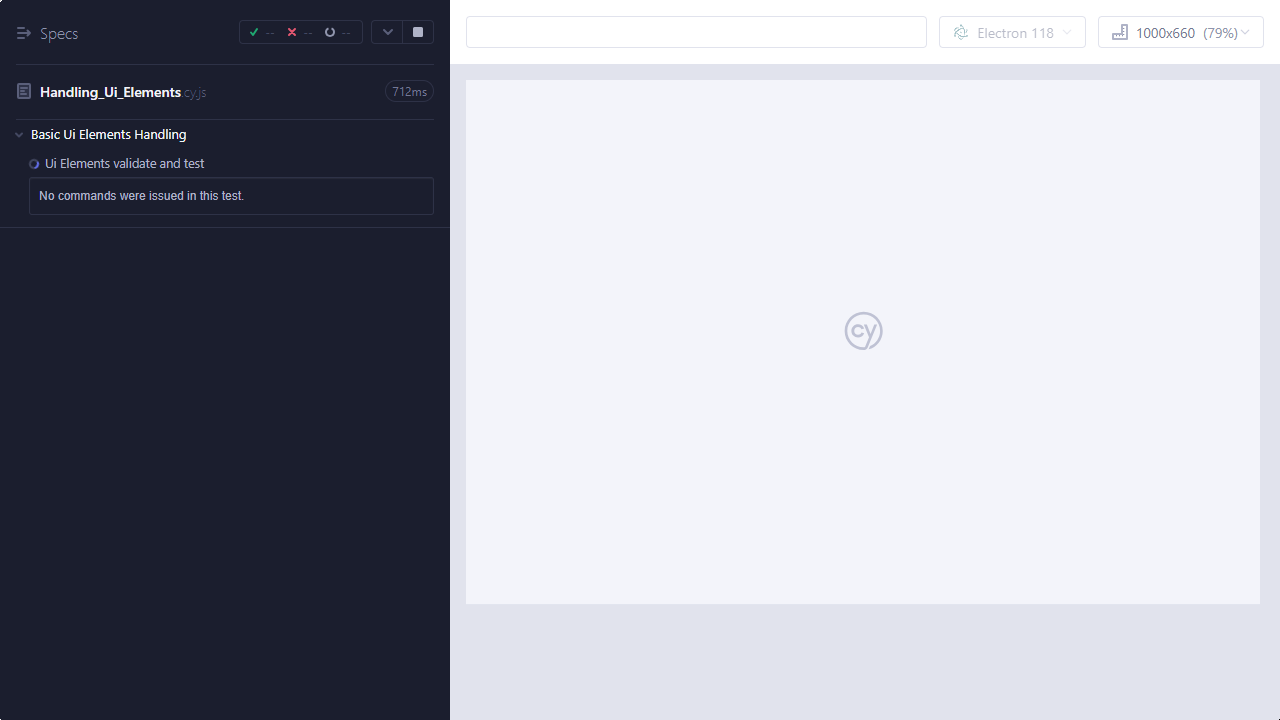 Specs
--
--
--
Electron 118
1000x660 (79%)
Handling_Ui_Elements.cy.js
712ms
Basic Ui Elements Handling
Ui Elements validate and test
No commands were issued in this test.
cy